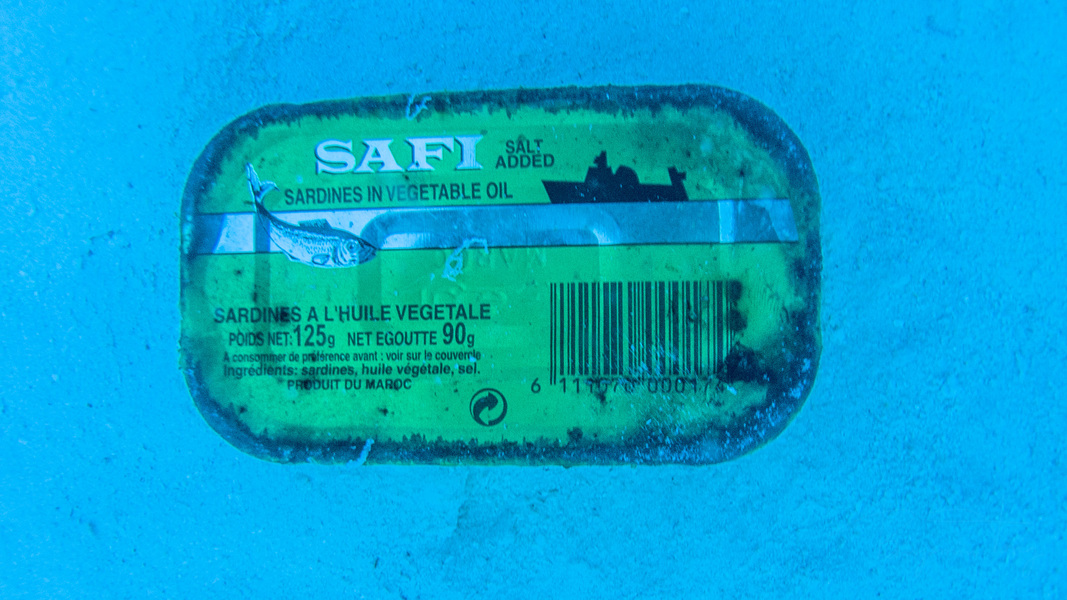 SAFI
SALT
ADDED
SARDINES IN VEGETABLE OIL
SARDINES A L'HUILE VEGETALE
POIDS NET:125g NET EGOUTTE 90g
A consommer de préférence avant : voir sur le couvercle
Ingrédients: sardines, huile végétale, sel.
PRODUIT DU MAROC
6